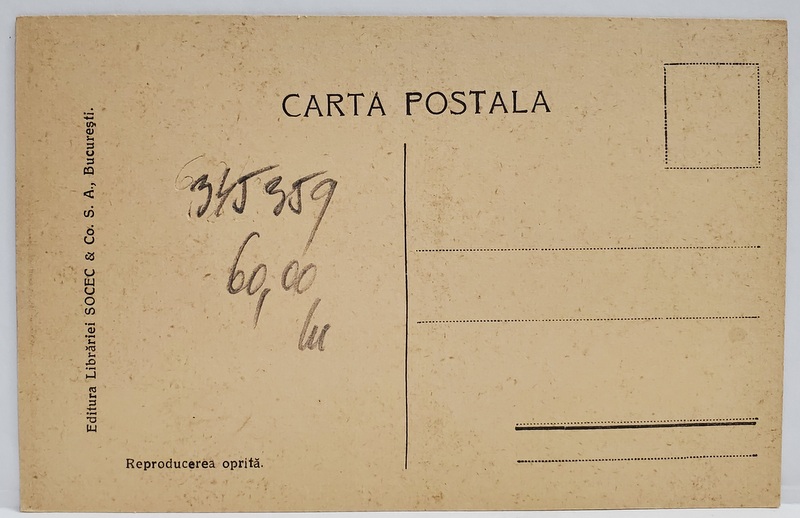 CARTA POSTALA
Editura Librăriei SOCEC & Co. S. A., Bucureşti.
345359
60,00
lei
Reproducerea oprită.